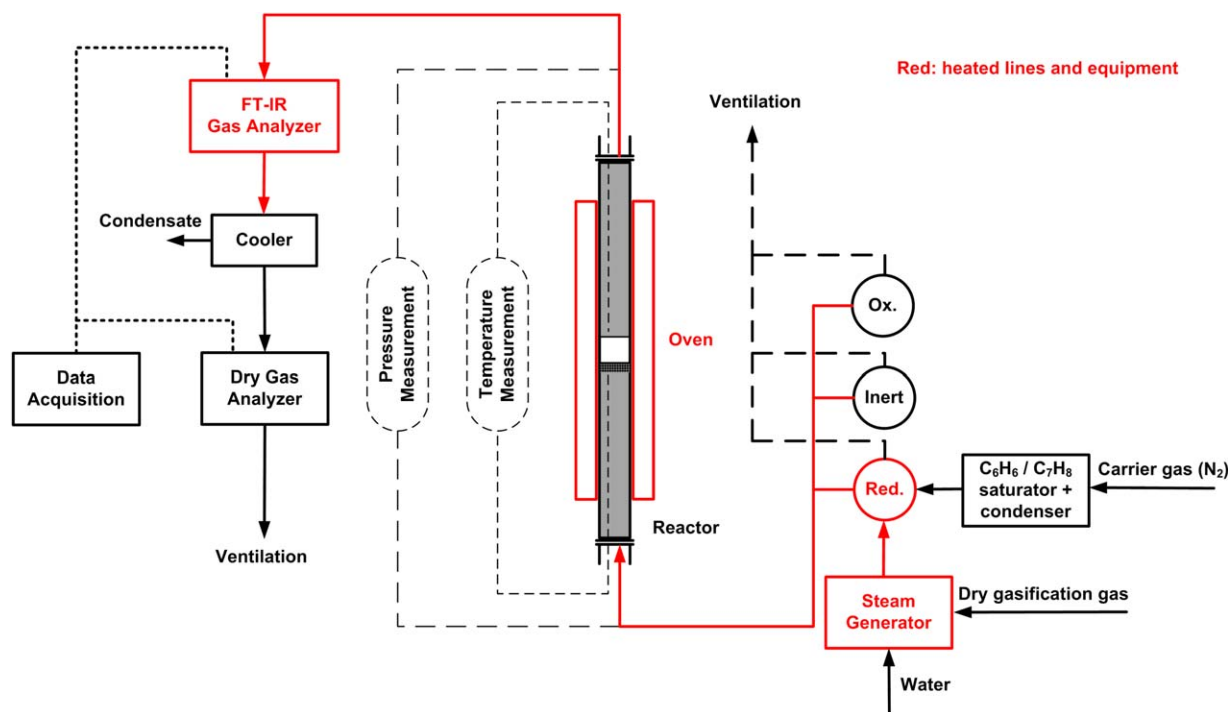 Red: heated lines and equipment
FT-IR
Gas Analyzer
Ventilation
Condensate
Cooler
Pressure
Measurement
Temperature
Measurement
Oven
Ox.
Inert
Data
Acquisition
Dry Gas
Analyzer
Red.
C₆H₆ / C₇H₈
saturator +
condenser
Carrier gas (N₂)
Reactor
Ventilation
Steam
Generator
Dry gasification gas
Water